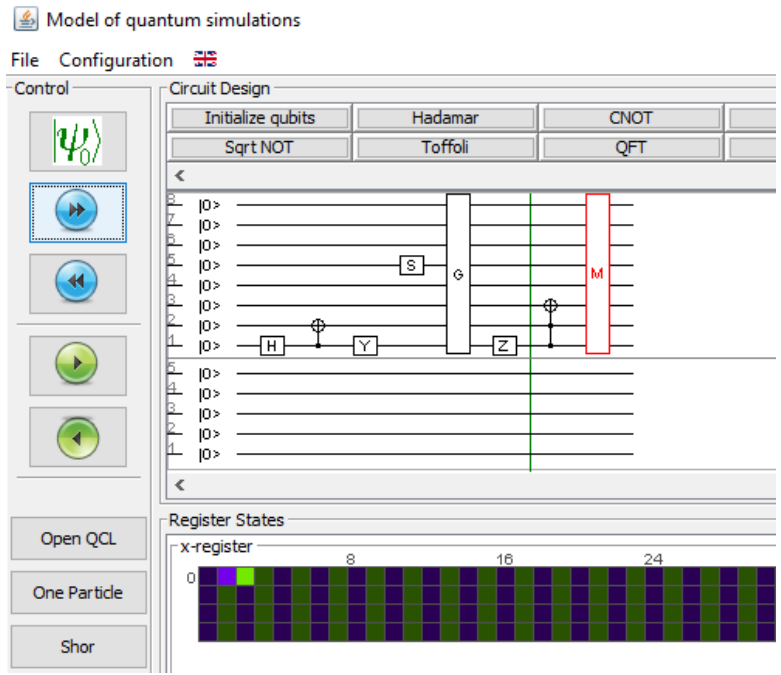 Model of quantum simulations
File Configuration
Control
Circuit Design
Initialize qubits Hadamar CNOT
Sqrt NOT Toffoli QFT
|ψ0⟩
<
8 |0>
7 |0>
6 |0>
5 |0> S
4 |0> G M
3 |0>
2 |0>
1 |0> H Y Z
5 |0>
4 |0>
3 |0>
2 |0>
1 |0>
<
Register States
x-register
8 16 24
0
Open QCL
One Particle
Shor